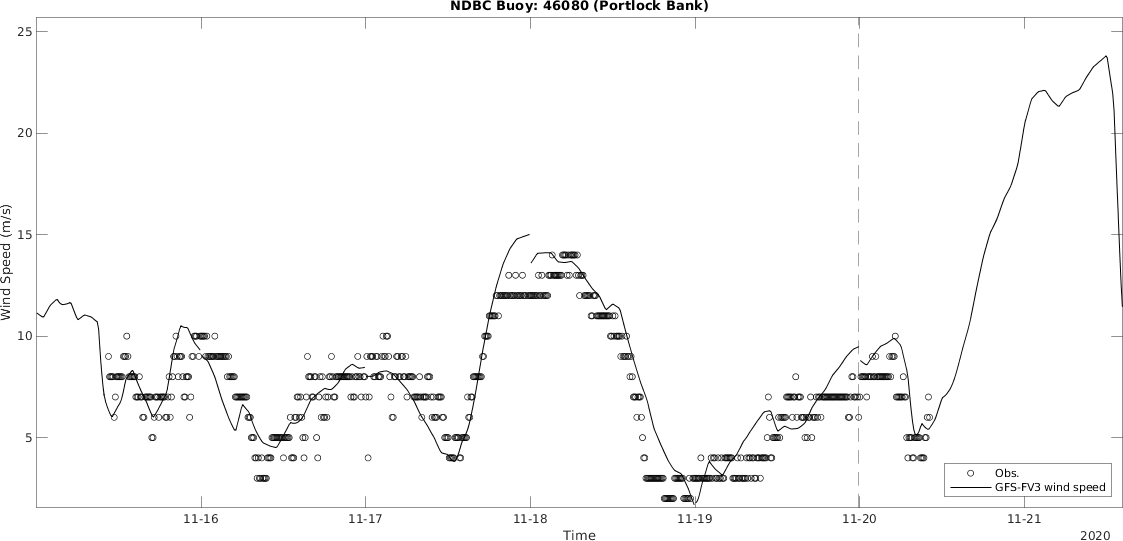 NDBC Buoy: 46080 (Portlock Bank)
25
20
15
10
5
Wind Speed (m/s)
11-16 11-17 11-18 11-19 11-20 11-21
Time
2020
Obs.
GFS-FV3 wind speed